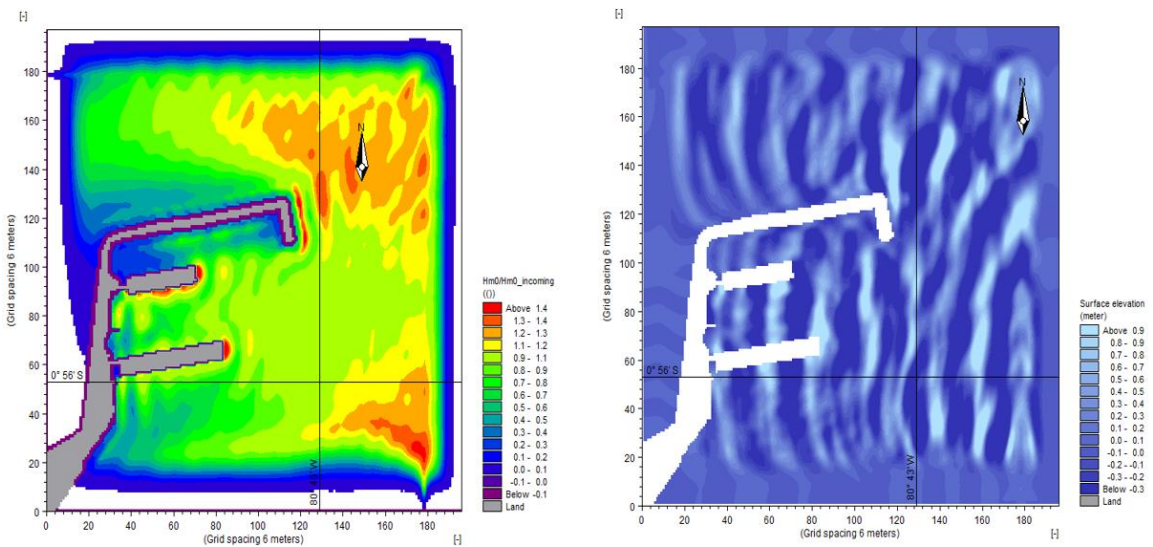 [-]
180
160
140
120
100
80
60
40
20
0
(Grid spacing 6 meters)
N
0° 56' S
80° 43' W
0 20 40 60 80 100 120 140 160 180
(Grid spacing 6 meters)
[-]
Hm0/Hm0_incoming
(())
Above 1.4
1.3 - 1.4
1.2 - 1.3
1.1 - 1.2
0.9 - 1.1
0.8 - 0.9
0.7 - 0.8
0.6 - 0.7
0.5 - 0.6
0.4 - 0.5
0.3 - 0.4
0.2 - 0.3
0.1 - 0.2
0.0 - 0.1
-0.1 - 0.0
Below -0.1
Land
[-]
180
160
140
120
100
80
60
40
20
0
(Grid spacing 6 meters)
N
0° 56' S
80° 43' W
0 20 40 60 80 100 120 140 160 180
(Grid spacing 6 meters)
[-]
Surface elevation
(meter)
Above 0.9
0.8 - 0.9
0.7 - 0.8
0.6 - 0.7
0.5 - 0.6
0.4 - 0.5
0.3 - 0.4
0.2 - 0.3
0.1 - 0.2
0.0 - 0.1
-0.1 - 0.0
-0.2 - -0.1
-0.3 - -0.2
Below -0.3
Land